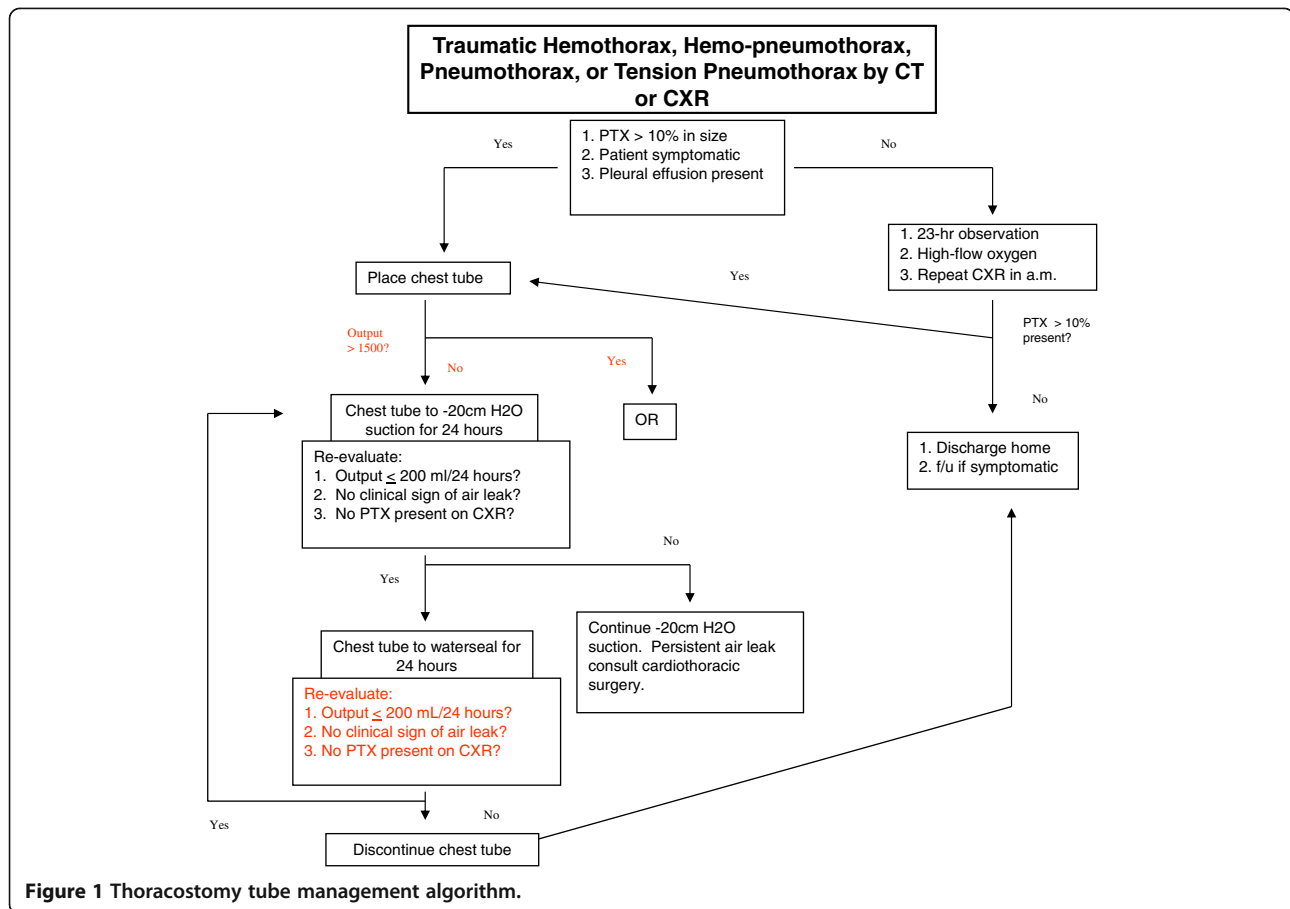 Traumatic Hemothorax, Hemo-pneumothorax,
Pneumothorax, or Tension Pneumothorax by CT
or CXR
Yes
1. PTX > 10% in size
2. Patient symptomatic
3. Pleural effusion present
No
1. 23-hr observation
2. High-flow oxygen
3. Repeat CXR in a.m.
Place chest tube
Yes
PTX > 10%
present?
Output
> 1500?
No
Yes
No
Chest tube to -20cm H2O
suction for 24 hours
OR
1. Discharge home
2. f/u if symptomatic
Re-evaluate:
1. Output ≤ 200 ml/24 hours?
2. No clinical sign of air leak?
3. No PTX present on CXR?
Yes
No
Chest tube to waterseal for
24 hours
Continue -20cm H2O
suction. Persistent air leak
consult cardiothoracic
surgery.
Re-evaluate:
1. Output ≤ 200 mL/24 hours?
2. No clinical sign of air leak?
3. No PTX present on CXR?
Yes
No
Discontinue chest tube
Figure 1 Thoracostomy tube management algorithm.